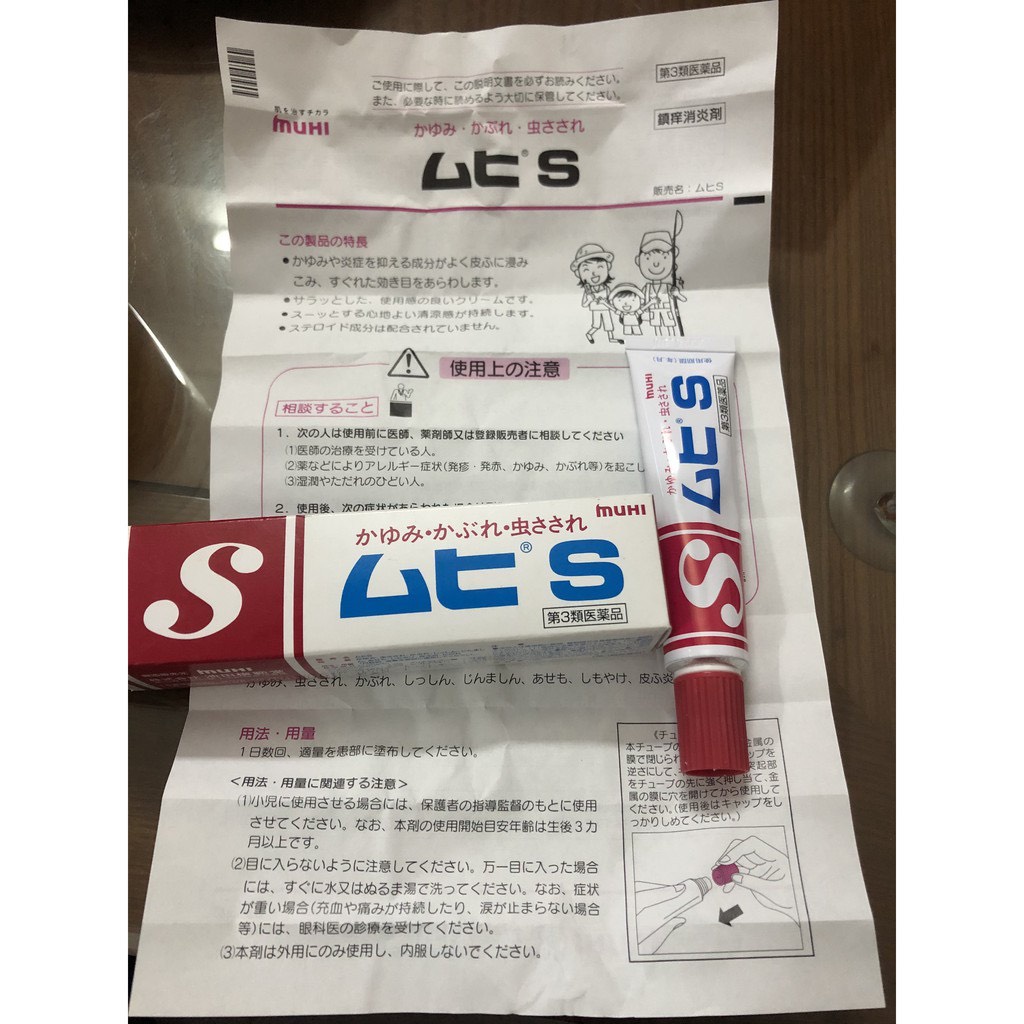 ご使用に際して、この説明文書を必ずお読みください。
また、必要な時に読めるよう大切に保管してください。
第3類医薬品
肌を治すチカラ
MUHI
かゆみ・かぶれ・虫さされ
鎮痒消炎剤
ムヒ®S
販売名：ムヒS
この製品の特長
●かゆみや炎症を抑える成分がよく皮ふに浸み
こみ、すぐれた効き目をあらわします。
●サラッとした、使用感の良いクリームです。
●スーッとする心地よい清涼感が持続します。
●ステロイド成分は配合されていません。
使用上の注意
相談すること
1．次の人は使用前に医師、薬剤師又は登録販売者に相談してください
(1)医師の治療を受けている人。
(2)薬などによりアレルギー症状(発疹・発赤、かゆみ、かぶれ等)を起こし
(3)湿潤やただれのひどい人。
2．使用後、次の症状があらわれた
使用期限(年.月)
第3類医薬品
MUHI
ムヒ®S
かゆみ・
虫さされ
S
S
かゆみ・かぶれ・虫さされ
MUHI
ムヒ®S
第3類医薬品
MUHI
かゆみ、虫さされ、かぶれ、しっしん、じんましん、あせも、しもやけ、皮ふ炎
用法・用量
1日数回、適量を患部に塗布してください。
＜用法・用量に関連する注意＞
(1)小児に使用させる場合には、保護者の指導監督のもとに使用
させてください。なお、本剤の使用開始目安年齢は生後3カ
月以上です。
(2)目に入らないように注意してください。万一目に入った場合
には、すぐに水又はぬるま湯で洗ってください。なお、症状
が重い場合(充血や痛みが持続したり、涙が止まらない場合
等)には、眼科医の診療を受けてください。
(3)本剤は外用にのみ使用し、内服しないでください。
《チュ
本チューブの
金属の
膜で閉じられ
ップを
逆さにして、
突起部
をチューブの先に強く押し当て、金
属の膜に穴を開けてから使用して
ください。(使用後はキャップをし
っかりしめてください。)